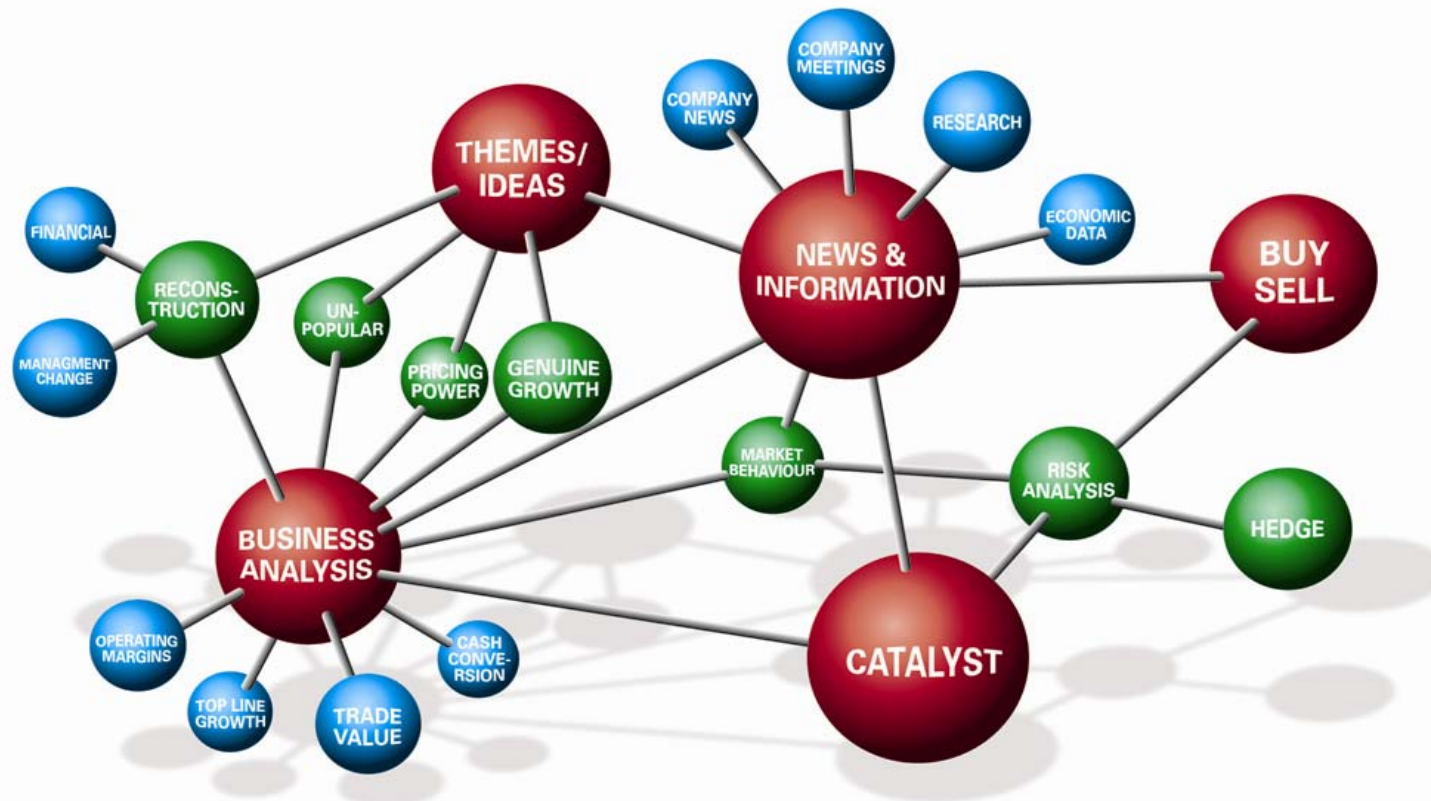 COMPANY
MEETINGS
COMPANY
NEWS
RESEARCH
THEMES/
IDEAS
ECONOMIC
DATA
FINANCIAL
NEWS &
INFORMATION
BUY
SELL
RECONS-
TRUCTION
UN-
POPULAR
MANAGMENT
CHANGE
PRICING
POWER
GENUINE
GROWTH
MARKET
BEHAVIOUR
RISK
ANALYSIS
HEDGE
BUSINESS
ANALYSIS
OPERATING
MARGINS
CASH
CONVE-
RSION
CATALYST
TOP LINE
GROWTH
TRADE
VALUE